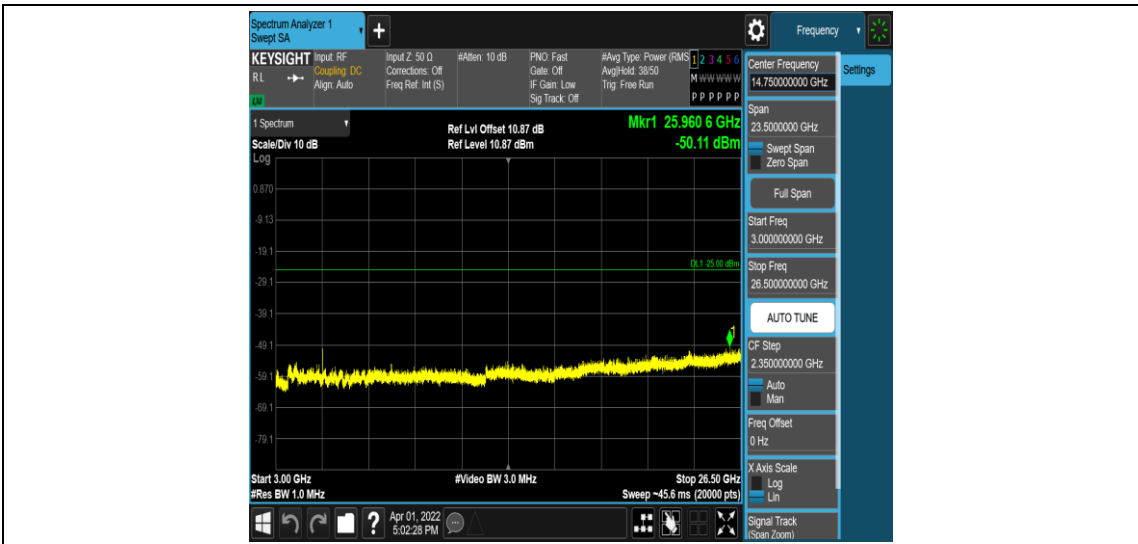 Spectrum Analyzer 1
Swept SA
+
Frequency
KEYSIGHT
RL
LXI
Input: RF
Coupling: DC
Align: Auto
Input Z: 50 Ω
Corrections: Off
Freq Ref: Int (S)
#Atten: 10 dB
PNO: Fast
Gate: Off
IF Gain: Low
Sig Track: Off
#Avg Type: Power (RMS
Avg|Hold: 38/50
Trig: Free Run
1 2 3 4 5 6
M W W W W W
P P P P P P
1 Spectrum
Scale/Div 10 dB
Log
Ref Lvl Offset 10.87 dB
Ref Level 10.87 dBm
Mkr1 25.960 6 GHz
-50.11 dBm
0.870
-9.13
-19.1
DL1 -25.00 dBm
-29.1
-39.1
1
-49.1
-59.1
-69.1
-79.1
Start 3.00 GHz
#Res BW 1.0 MHz
#Video BW 3.0 MHz
Stop 26.50 GHz
Sweep ~45.6 ms (20000 pts)
?
Apr 01, 2022
5:02:28 PM
Center Frequency
14.750000000 GHz
Settings
Span
23.5000000 GHz
Swept Span
Zero Span
Full Span
Start Freq
3.000000000 GHz
Stop Freq
26.500000000 GHz
AUTO TUNE
CF Step
2.350000000 GHz
Auto
Man
Freq Offset
0 Hz
X Axis Scale
Log
Lin
Signal Track
(Span Zoom)